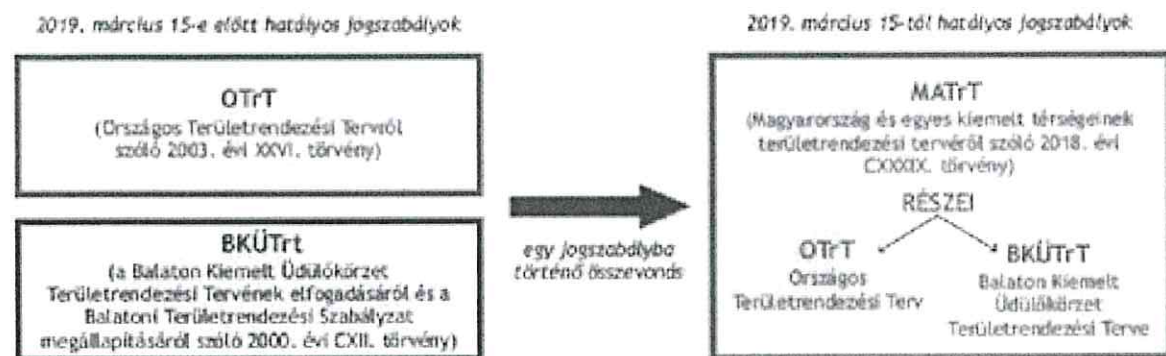 2019. március 15-e előtt hatályos jogszabályok
OTrT
(Országos Területrendezési Tervről
szóló 2003. évi XXVI. törvény)
BKÜTrt
(a Balaton Kiemelt Üdülőkörzet
Területrendezési Tervének elfogadásáról és a
Balatoni Területrendezési Szabályzat
megállapításáról szóló 2000. évi CXII. törvény)
egy jogszabályba
történő összevonás
2019. március 15-től hatályos jogszabályok
MATrT
(Magyarország és egyes kiemelt térségeinek
területrendezési tervéről szóló 2018. évi
CXXXIX. törvény)
RÉSZEI
OTrT
Országos
Területrendezési Terv
BKÜTrT
Balaton Kiemelt
Üdülőkörzet
Területrendezési Terve